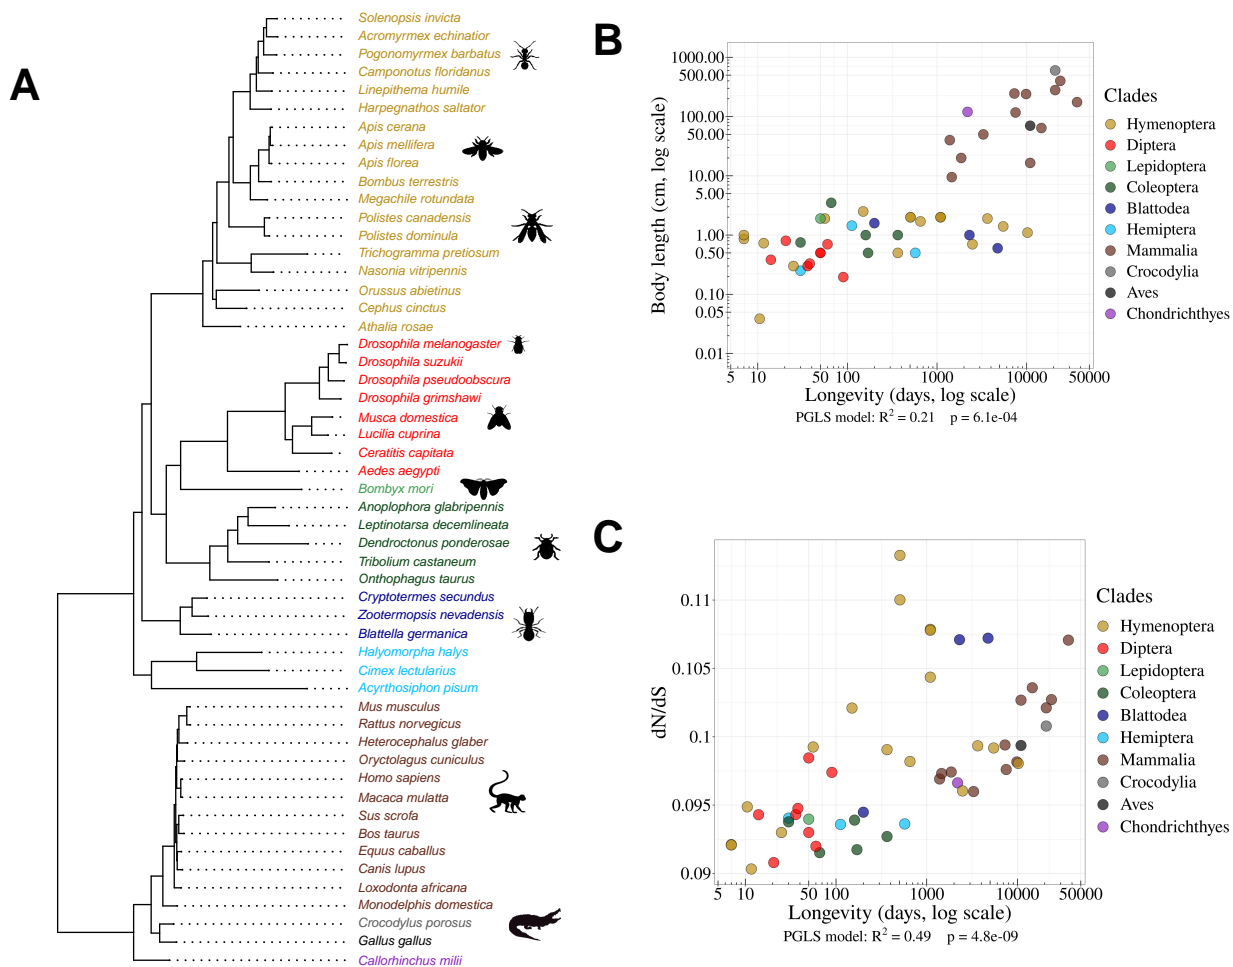 A
Solenopsis invicta
Acromyrmex echinatior
Pogonomyrmex barbatus
Camponotus floridanus
Linepithema humile
Harpegnathos saltator
Apis cerana
Apis mellifera
Apis florea
Bombus terrestris
Megachile rotundata
Polistes canadensis
Polistes dominula
Trichogramma pretiosum
Nasonia vitripennis
Orussus abietinus
Cephus cinctus
Athalia rosae
Drosophila melanogaster
Drosophila suzukii
Drosophila pseudoobscura
Drosophila grimshawi
Musca domestica
Lucilia cuprina
Ceratitis capitata
Aedes aegypti
Bombyx mori
Anoplophora glabripennis
Leptinotarsa decemlineata
Dendroctonus ponderosae
Tribolium castaneum
Onthophagus taurus
Cryptotermes secundus
Zootermopsis nevadensis
Blattella germanica
Halyomorpha halys
Cimex lectularius
Acyrthosiphon pisum
Mus musculus
Rattus norvegicus
Heterocephalus glaber
Oryctolagus cuniculus
Homo sapiens
Macaca mulatta
Sus scrofa
Bos taurus
Equus caballus
Canis lupus
Loxodonta africana
Monodelphis domestica
Crocodylus porosus
Gallus gallus
Callorhinchus milii
B
Body length (cm, log scale)
1000.00
500.00
100.00
50.00
10.00
5.00
1.00
0.50
0.10
0.05
0.01
5 10 50 100 1000 10000 50000
Longevity (days, log scale)
PGLS model: R² = 0.21 p = 6.1e-04
Clades
Hymenoptera
Diptera
Lepidoptera
Coleoptera
Blattodea
Hemiptera
Mammalia
Crocodylia
Aves
Chondrichthyes
C
dN/dS
0.11
0.105
0.1
0.095
0.09
5 10 50 100 1000 10000 50000
Longevity (days, log scale)
PGLS model: R² = 0.49 p = 4.8e-09
Clades
Hymenoptera
Diptera
Lepidoptera
Coleoptera
Blattodea
Hemiptera
Mammalia
Crocodylia
Aves
Chondrichthyes